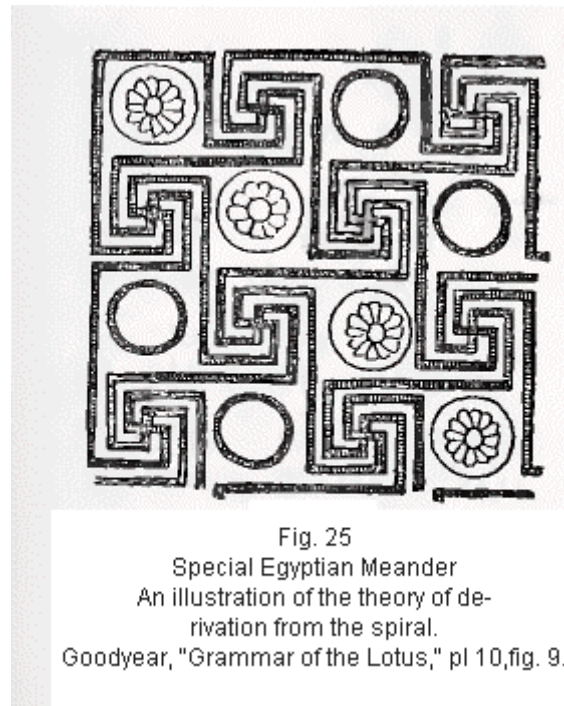 Fig. 25
Special Egyptian Meander
An illustration of the theory of de-
rivation from the spiral.
Goodyear, "Grammar of the Lotus," pl 10,fig. 9.